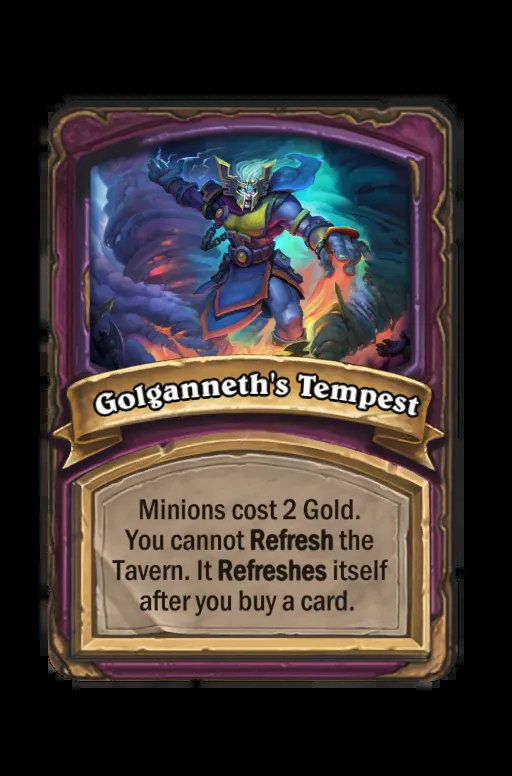 Golganneth's Tempest
Minions cost 2 Gold.
You cannot Refresh the
Tavern. It Refreshes itself
after you buy a card.